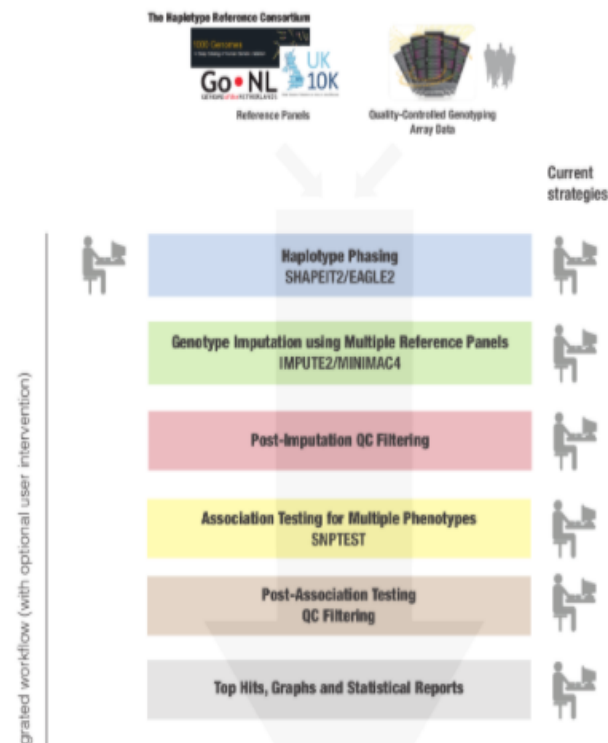 The Haplotype Reference Consortium
1000 Genomes
Go NL
UK
10K
Reference Panels
Quality-Controlled Genotyping
Array Data
Current
strategies
Haplotype Phasing
SHAPEIT2/EAGLE2
Genotype Imputation using Multiple Reference Panels
IMPUTE2/MINIMAC4
Post-Imputation QC Filtering
Association Testing for Multiple Phenotypes
SNPTEST
Post-Association Testing
QC Filtering
Top Hits, Graphs and Statistical Reports
grated workflow (with optional user intervention)